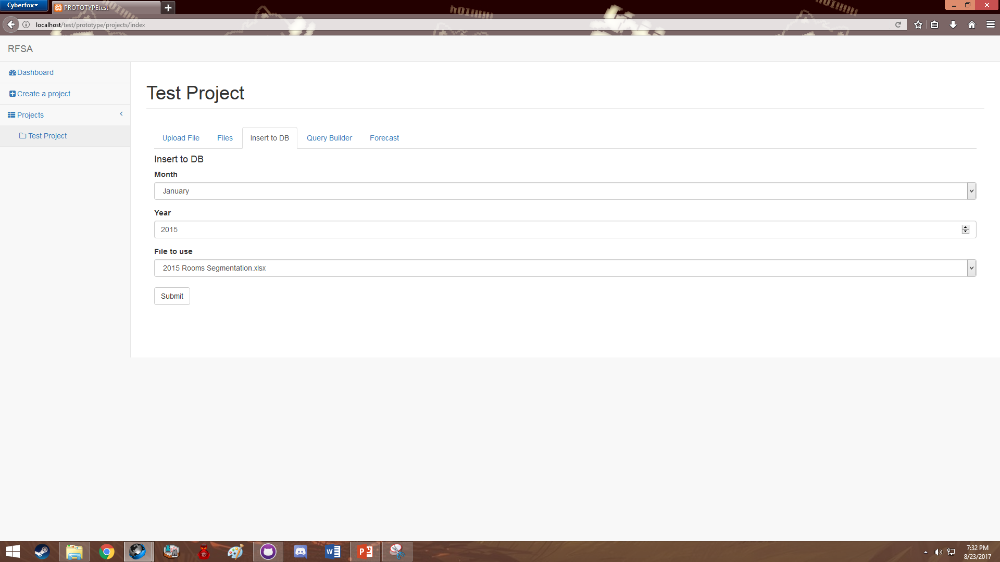 Cyberfox
PROTOTYPEtest
HOT!!!!!!
HOT!!!!!!
localhost/test/prototype/projects/index
RFSA
Dashboard
Create a project
Projects
Test Project
Test Project
Upload File Files Insert to DB Query Builder Forecast
Insert to DB
Month
January
Year
2015
File to use
2015 Rooms Segmentation.xlsx
Submit
7:32 PM
8/23/2017